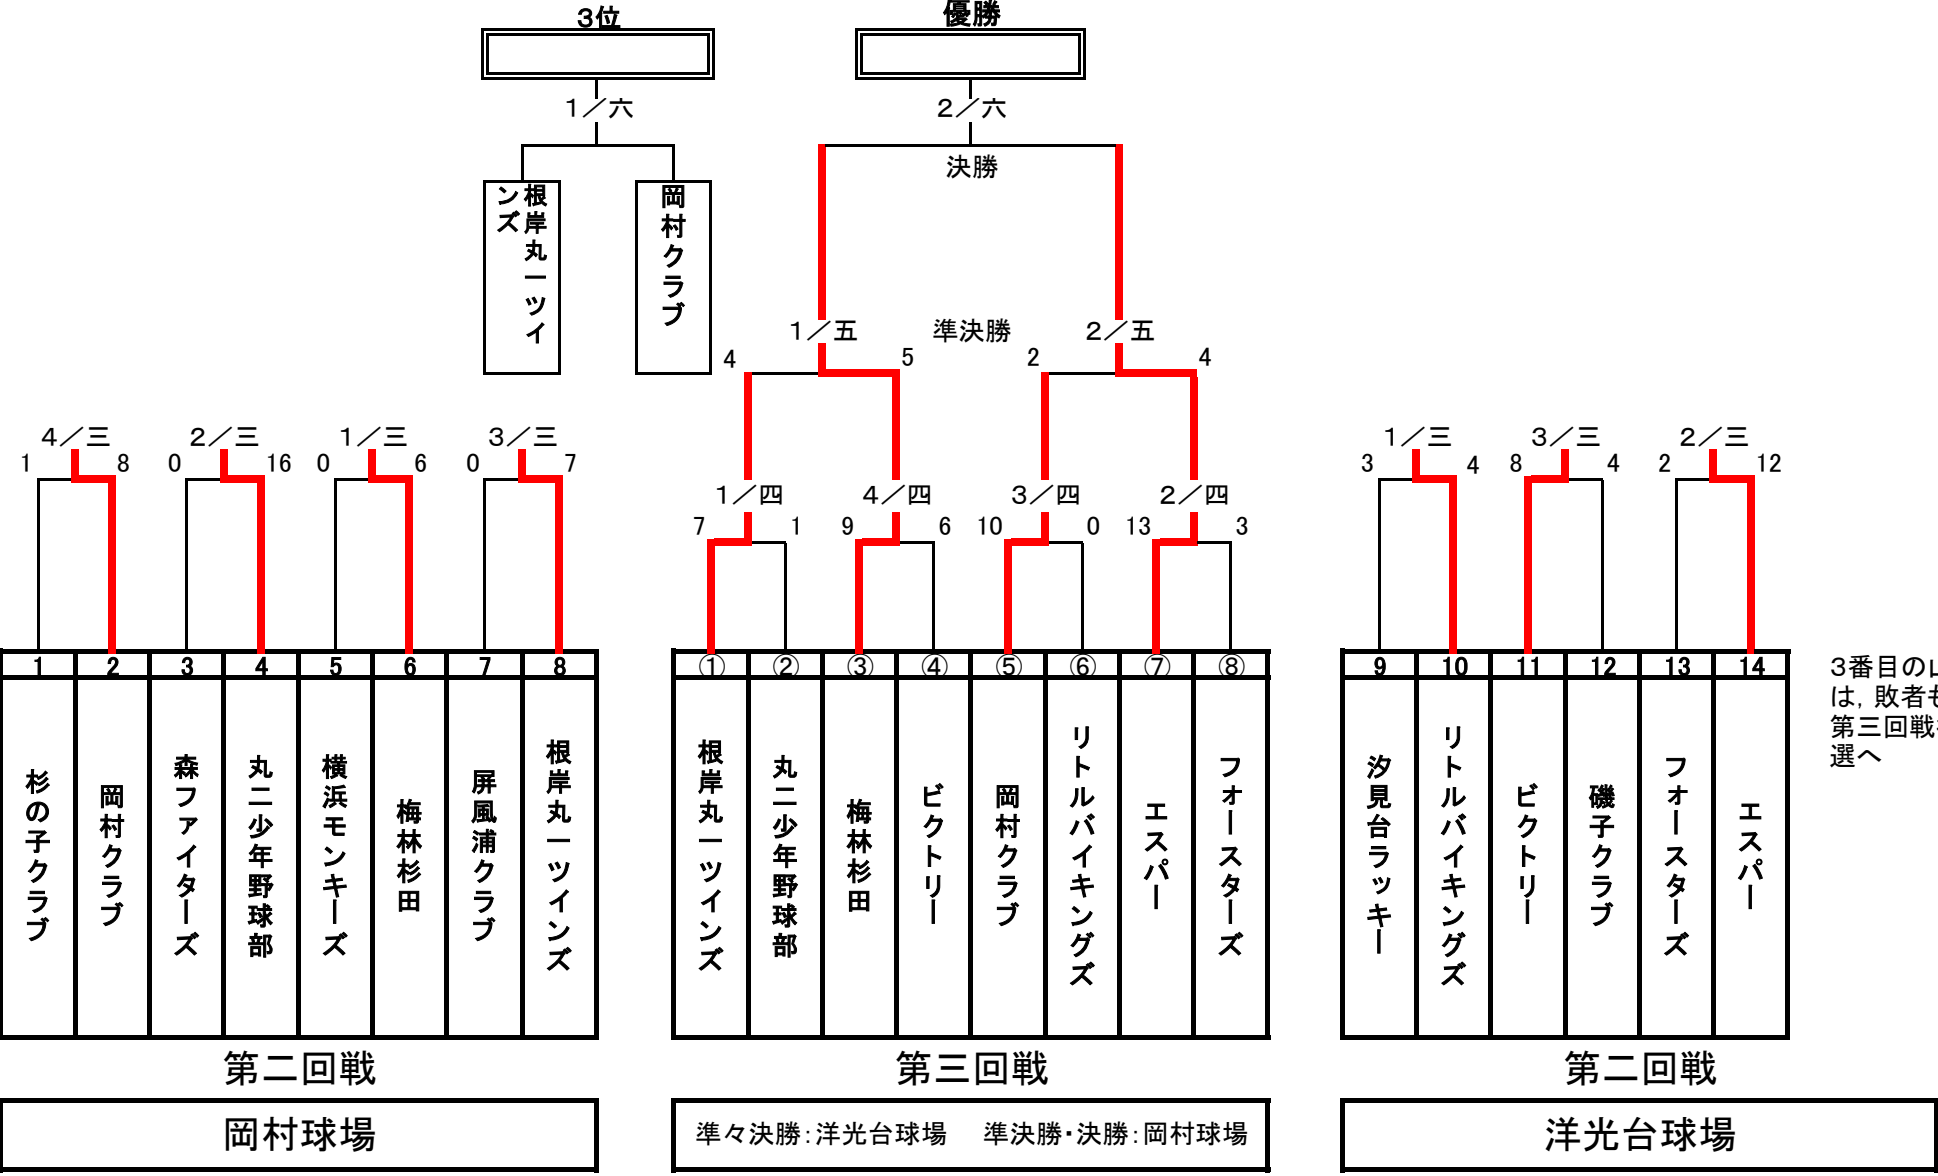 3位
優勝
1／六
2／六
決勝
根岸丸一ツインズ
岡村クラブ
1／五
準決勝
2／五
4
5
2
4
4／三
2／三
1／三
3／三
1
8
0
16
0
6
0
7
1／三
3／三
2／三
3
4
8
4
2
12
1／四
4／四
3／四
2／四
7
1
9
6
10
0
13
3
1
2
3
4
5
6
7
8
杉の子クラブ
岡村クラブ
森ファイターズ
丸二少年野球部
横浜モンキーズ
梅林杉田
屏風浦クラブ
根岸丸一ツインズ
①
②
③
④
⑤
⑥
⑦
⑧
根岸丸一ツインズ
丸二少年野球部
梅林杉田
ビクトリー
岡村クラブ
リトルバイキングズ
エスパー
フォースターズ
9
10
11
12
13
14
汐見台ラッキー
リトルバイキングズ
ビクトリー
磯子クラブ
フォースターズ
エスパー
3番目の
は，敗者
第三回戦
選へ
第二回戦
第三回戦
第二回戦
岡村球場
準々決勝：洋光台球場　準決勝・決勝：岡村球場
洋光台球場